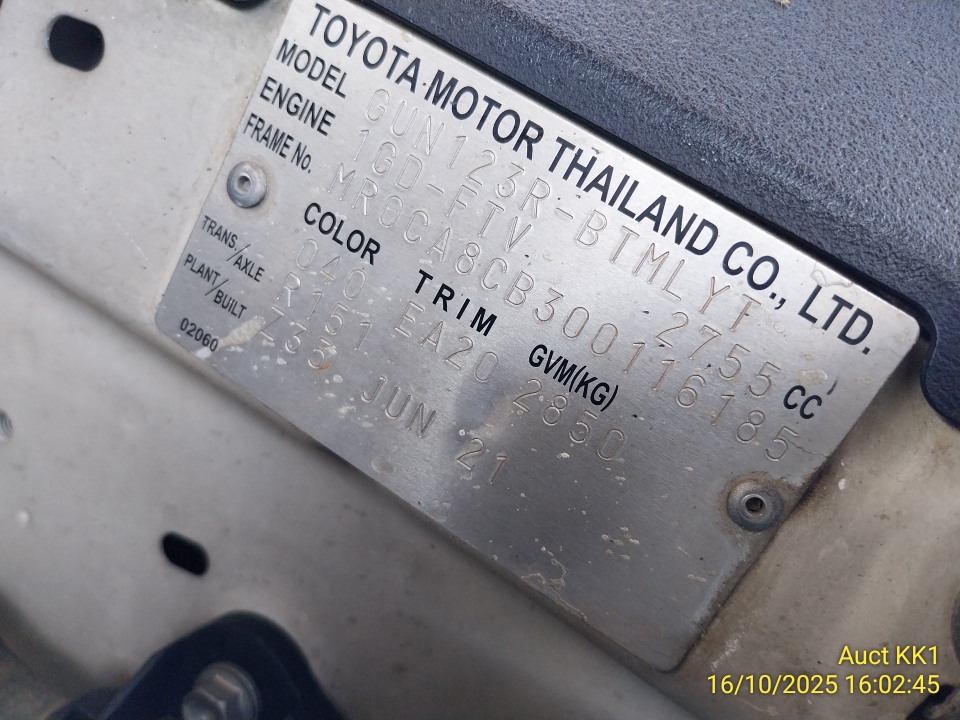 TOYOTA MOTOR THAILAND CO., LTD.
MODEL GUN123R-BTMLYT
ENGINE 1GD-FTV 2755 CC
FRAME No. MR0CA8CB300116185
COLOR TRIM GVM(KG)
040 EA20 2850
TRANS./AXLE R151
PLANT/BUILT Z33 JUN 21
02060
Auct KK1
16/10/2025 16:02:45